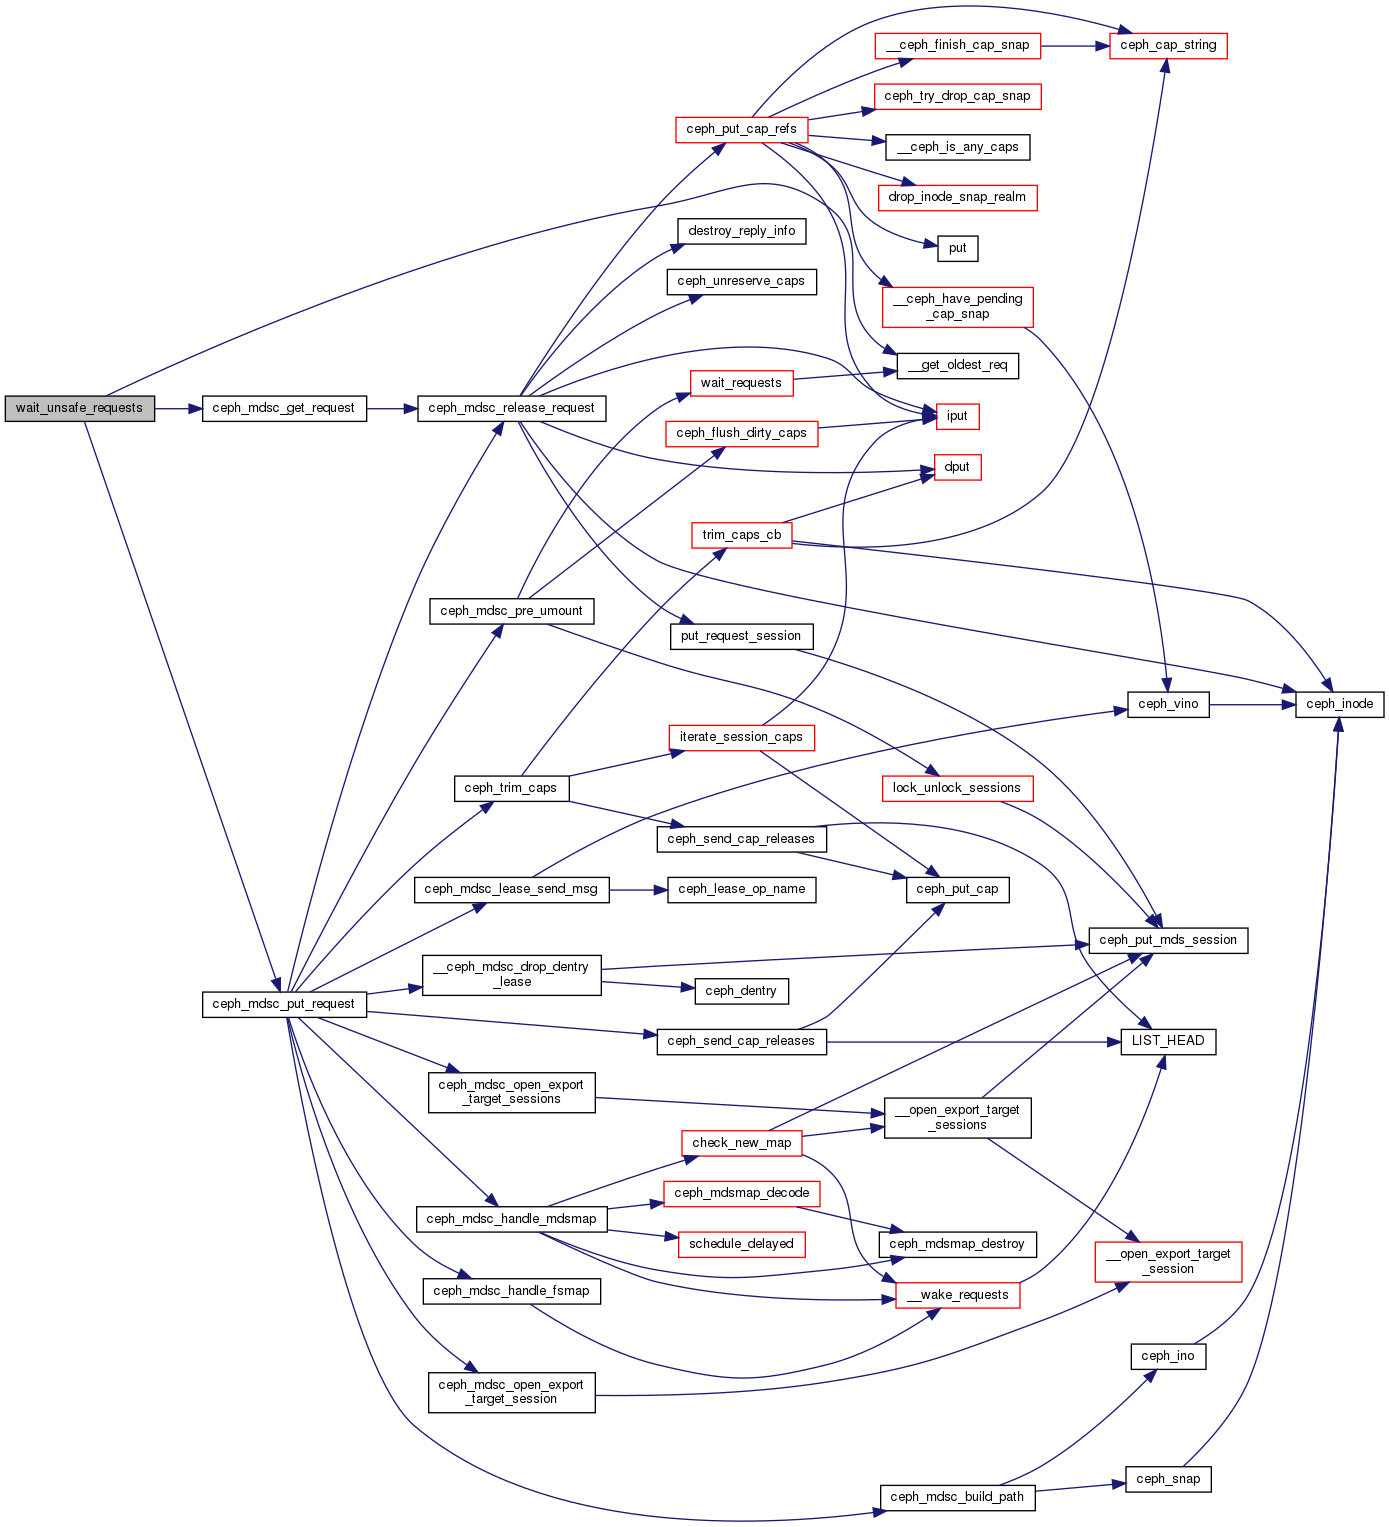 __ceph_finish_cap_snap
ceph_cap_string
ceph_try_drop_cap_snap
ceph_put_cap_refs
__ceph_is_any_caps
drop_inode_snap_realm
destroy_reply_info
put
ceph_unreserve_caps
__ceph_have_pending
_cap_snap
__get_oldest_req
wait_requests
wait_unsafe_requests
ceph_mdsc_get_request
ceph_mdsc_release_request
iput
ceph_flush_dirty_caps
dput
trim_caps_cb
ceph_mdsc_pre_umount
put_request_session
ceph_vino
ceph_inode
iterate_session_caps
ceph_trim_caps
lock_unlock_sessions
ceph_send_cap_releases
ceph_mdsc_lease_send_msg
ceph_lease_op_name
ceph_put_cap
ceph_put_mds_session
__ceph_mdsc_drop_dentry
_lease
ceph_dentry
ceph_mdsc_put_request
ceph_send_cap_releases
LIST_HEAD
ceph_mdsc_open_export
_target_sessions
__open_export_target
_sessions
check_new_map
ceph_mdsmap_decode
ceph_mdsc_handle_mdsmap
schedule_delayed
ceph_mdsmap_destroy
__open_export_target
_session
ceph_mdsc_handle_fsmap
__wake_requests
ceph_ino
ceph_mdsc_open_export
_target_session
ceph_snap
ceph_mdsc_build_path